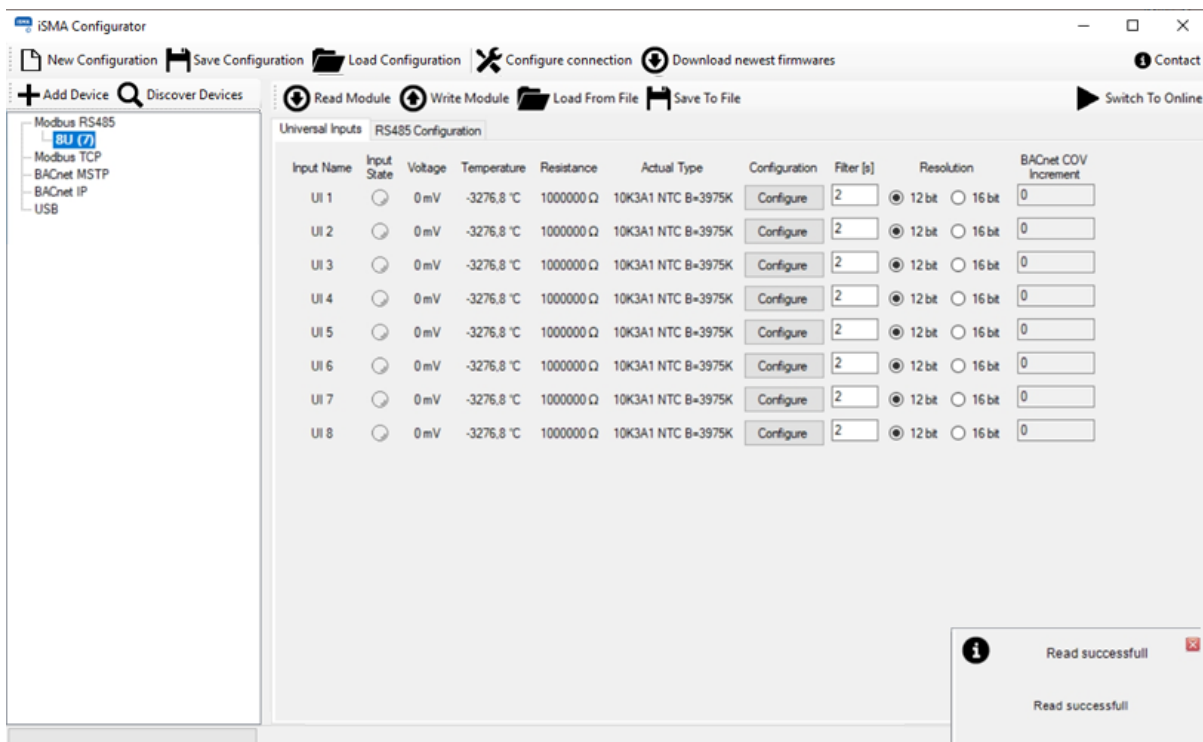 iSMA Configurator
New Configuration Save Configuration Load Configuration Configure connection Download newest firmwares Contact
Add Device Discover Devices Read Module Write Module Load From File Save To File Switch To Online
Modbus RS485
8U (7)
Modbus TCP
BACnet MSTP
BACnet IP
USB
Universal Inputs RS485 Configuration
Input Name Input State Voltage Temperature Resistance Actual Type Configuration Filter [s] Resolution BACnet COV Increment
UI 1 0 mV -3276,8 °C 1000000 Ω 10K3A1 NTC B=3975K Configure 2 12 bit 16 bit 0
UI 2 0 mV -3276,8 °C 1000000 Ω 10K3A1 NTC B=3975K Configure 2 12 bit 16 bit 0
UI 3 0 mV -3276,8 °C 1000000 Ω 10K3A1 NTC B=3975K Configure 2 12 bit 16 bit 0
UI 4 0 mV -3276,8 °C 1000000 Ω 10K3A1 NTC B=3975K Configure 2 12 bit 16 bit 0
UI 5 0 mV -3276,8 °C 1000000 Ω 10K3A1 NTC B=3975K Configure 2 12 bit 16 bit 0
UI 6 0 mV -3276,8 °C 1000000 Ω 10K3A1 NTC B=3975K Configure 2 12 bit 16 bit 0
UI 7 0 mV -3276,8 °C 1000000 Ω 10K3A1 NTC B=3975K Configure 2 12 bit 16 bit 0
UI 8 0 mV -3276,8 °C 1000000 Ω 10K3A1 NTC B=3975K Configure 2 12 bit 16 bit 0
Read successfull
Read successfull